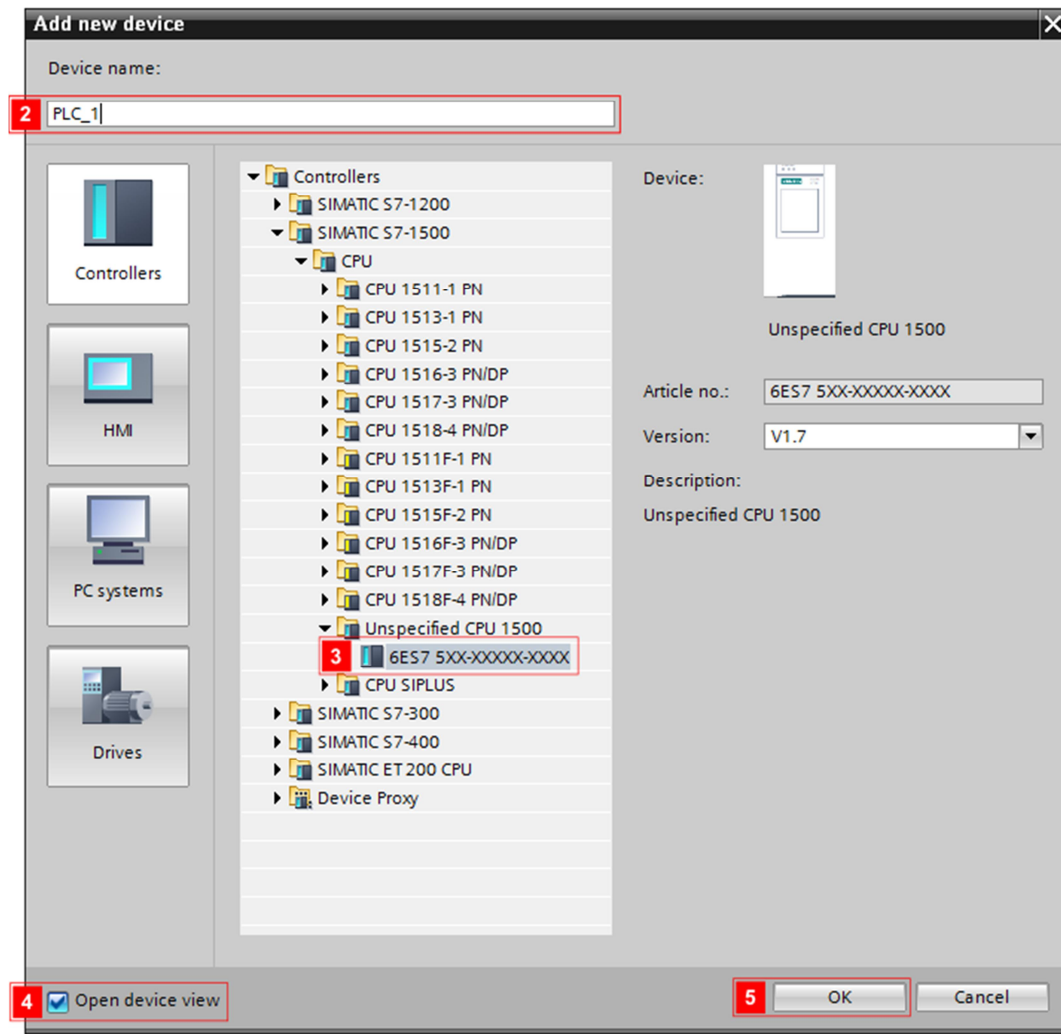 Add new device
Device name:
2 PLC_1
Controllers
HMI
PC systems
Drives
Controllers
SIMATIC S7-1200
SIMATIC S7-1500
CPU
CPU 1511-1 PN
CPU 1513-1 PN
CPU 1515-2 PN
CPU 1516-3 PN/DP
CPU 1517-3 PN/DP
CPU 1518-4 PN/DP
CPU 1511F-1 PN
CPU 1513F-1 PN
CPU 1515F-2 PN
CPU 1516F-3 PN/DP
CPU 1517F-3 PN/DP
CPU 1518F-4 PN/DP
Unspecified CPU 1500
3 6ES7 5XX-XXXXX-XXXX
CPU SIPLUS
SIMATIC S7-300
SIMATIC S7-400
SIMATIC ET 200 CPU
Device Proxy
Device:
Unspecified CPU 1500
Article no.: 6ES7 5XX-XXXXX-XXXX
Version: V1.7
Description:
Unspecified CPU 1500
4 Open device view
5 OK Cancel